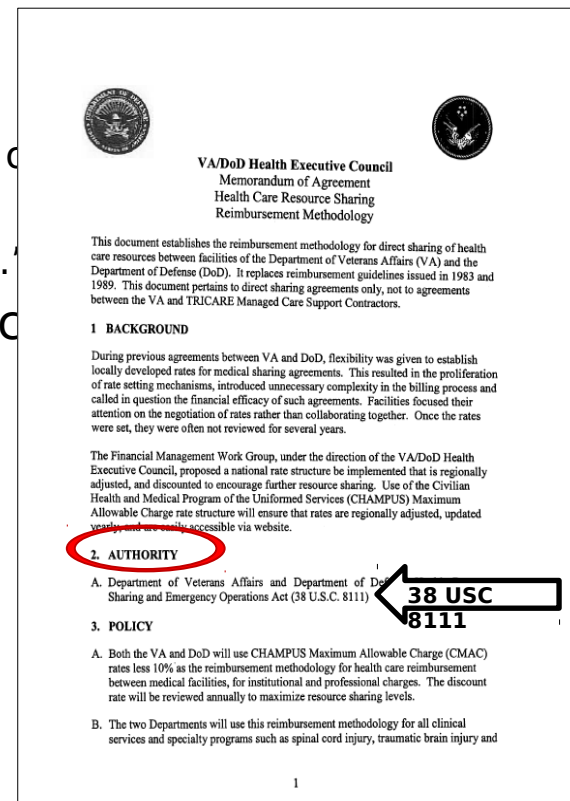 VA/DoD Health Executive Council
Memorandum of Agreement
Health Care Resource Sharing
Reimbursement Methodology
This document establishes the reimbursement methodology for direct sharing of health
care resources between facilities of the Department of Veterans Affairs (VA) and the
Department of Defense (DoD). It replaces reimbursement guidelines issued in 1983 and
1989. This document pertains to direct sharing agreements only, not to agreements
between the VA and TRICARE Managed Care Support Contractors.
1 BACKGROUND
During previous agreements between VA and DoD, flexibility was given to establish
locally developed rates for medical sharing agreements. This resulted in the proliferation
of rate setting mechanisms, introduced unnecessary complexity in the billing process and
called in question the financial efficacy of such agreements. Facilities focused their
attention on the negotiation of rates rather than collaborating together. Once the rates
were set, they were often not reviewed for several years.
The Financial Management Work Group, under the direction of the VA/DoD Health
Executive Council, proposed a national rate structure be implemented that is regionally
adjusted, and discounted to encourage further resource sharing. Use of the Civilian
Health and Medical Program of the Uniformed Services (CHAMPUS) Maximum
Allowable Charge rate structure will ensure that rates are regionally adjusted, updated
yearly, and are easily accessible via website.
2. AUTHORITY
A. Department of Veterans Affairs and Department of
Sharing and Emergency Operations Act (38 U.S.C. 8111)
38 USC
8111
3. POLICY
A. Both the VA and DoD will use CHAMPUS Maximum Allowable Charge (CMAC)
rates less 10% as the reimbursement methodology for health care reimbursement
between medical facilities, for institutional and professional charges. The discount
rate will be reviewed annually to maximize resource sharing levels.
B. The two Departments will use this reimbursement methodology for all clinical
services and specialty programs such as spinal cord injury, traumatic brain injury and
1